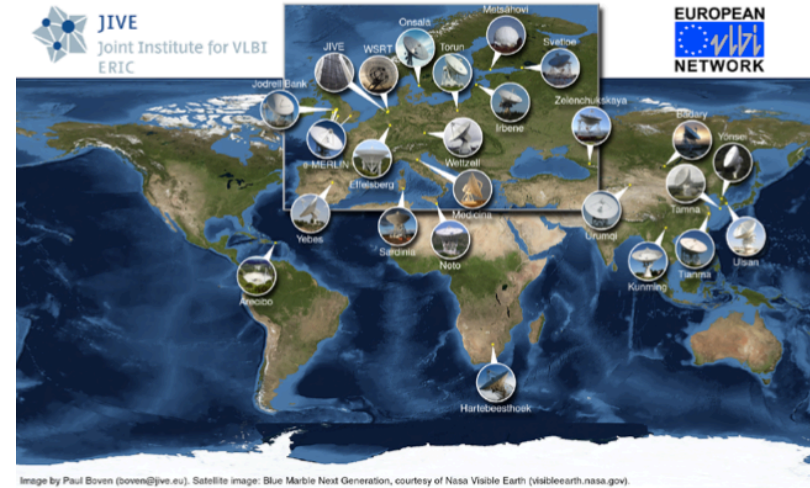 JIVE
Joint Institute for VLBI
ERIC
EUROPEAN
vlbi
NETWORK
Metsähovi
Onsala
JIVE
WSRT
Torun
Svetloe
Jodrell Bank
Zelenchukskaya
Irbene
Badary
Yonsei
e-MERLIN
Wettzell
Effelsberg
Medicina
Tamna
Yebes
Urumqi
Sardinia
Noto
Ulsan
Tianma
Kunming
Arecibo
Hartebeesthoek
Image by Paul Boven (boven@jive.eu). Satellite image: Blue Marble Next Generation, courtesy of Nasa Visible Earth (visibleearth.nasa.gov).